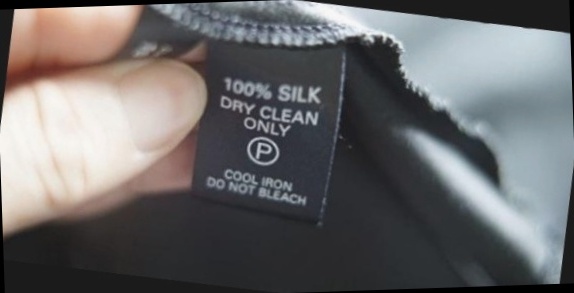 100% SILK
DRY CLEAN
ONLY
P
COOL IRON
DO NOT BLEACH